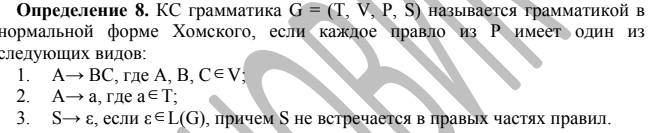 Определение 8. КС грамматика G = (T, V, P, S) называется грамматикой в
нормальной форме Хомского, если каждое правло из P имеет один из
следующих видов:
1. A→ BC, где A, B, C∈V;
2. A→ a, где a∈T;
3. S→ ε, если ε∈L(G), причем S не встречается в правых частях правил.